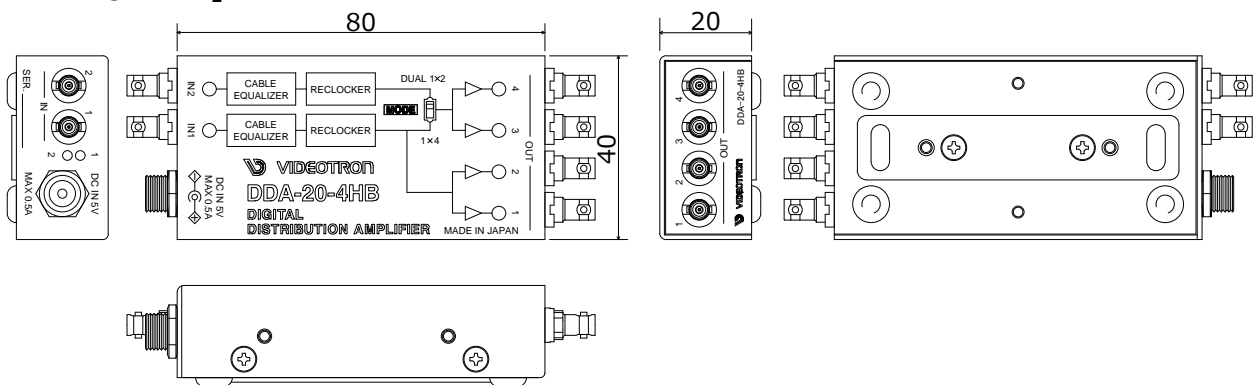 80
20
40
SER.
IN
2
1
2
1
DC IN 5V
MAX 0.5A
IN2
CABLE
EQUALIZER
RECLOCKER
DUAL 1×2
MODE
IN1
CABLE
EQUALIZER
RECLOCKER
1×4
4
3
OUT
2
1
VIDEOTRON
DDA-20-4HB
DIGITAL
DISTRIBUTION AMPLIFIER
DC IN 5V
MAX 0.5A
MADE IN JAPAN
4
3
2
1
OUT
DDA-20-4HB
VIDEOTRON